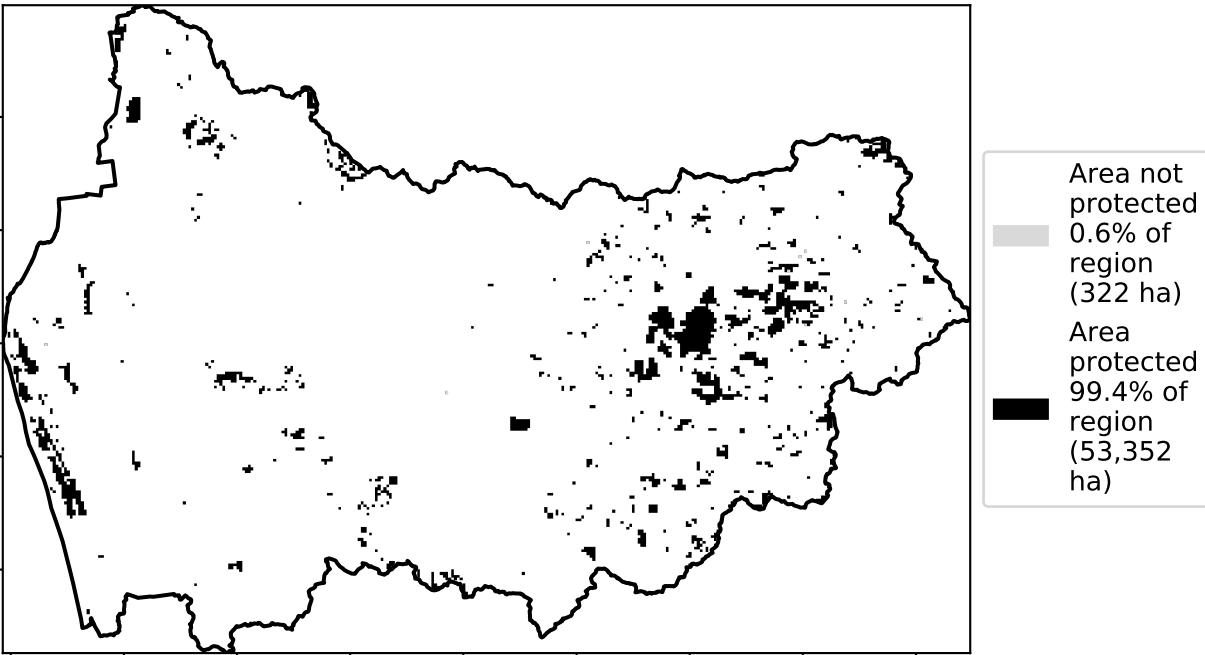 Area not
protected
0.6% of
region
(322 ha)
Area
protected
99.4% of
region
(53,352
ha)